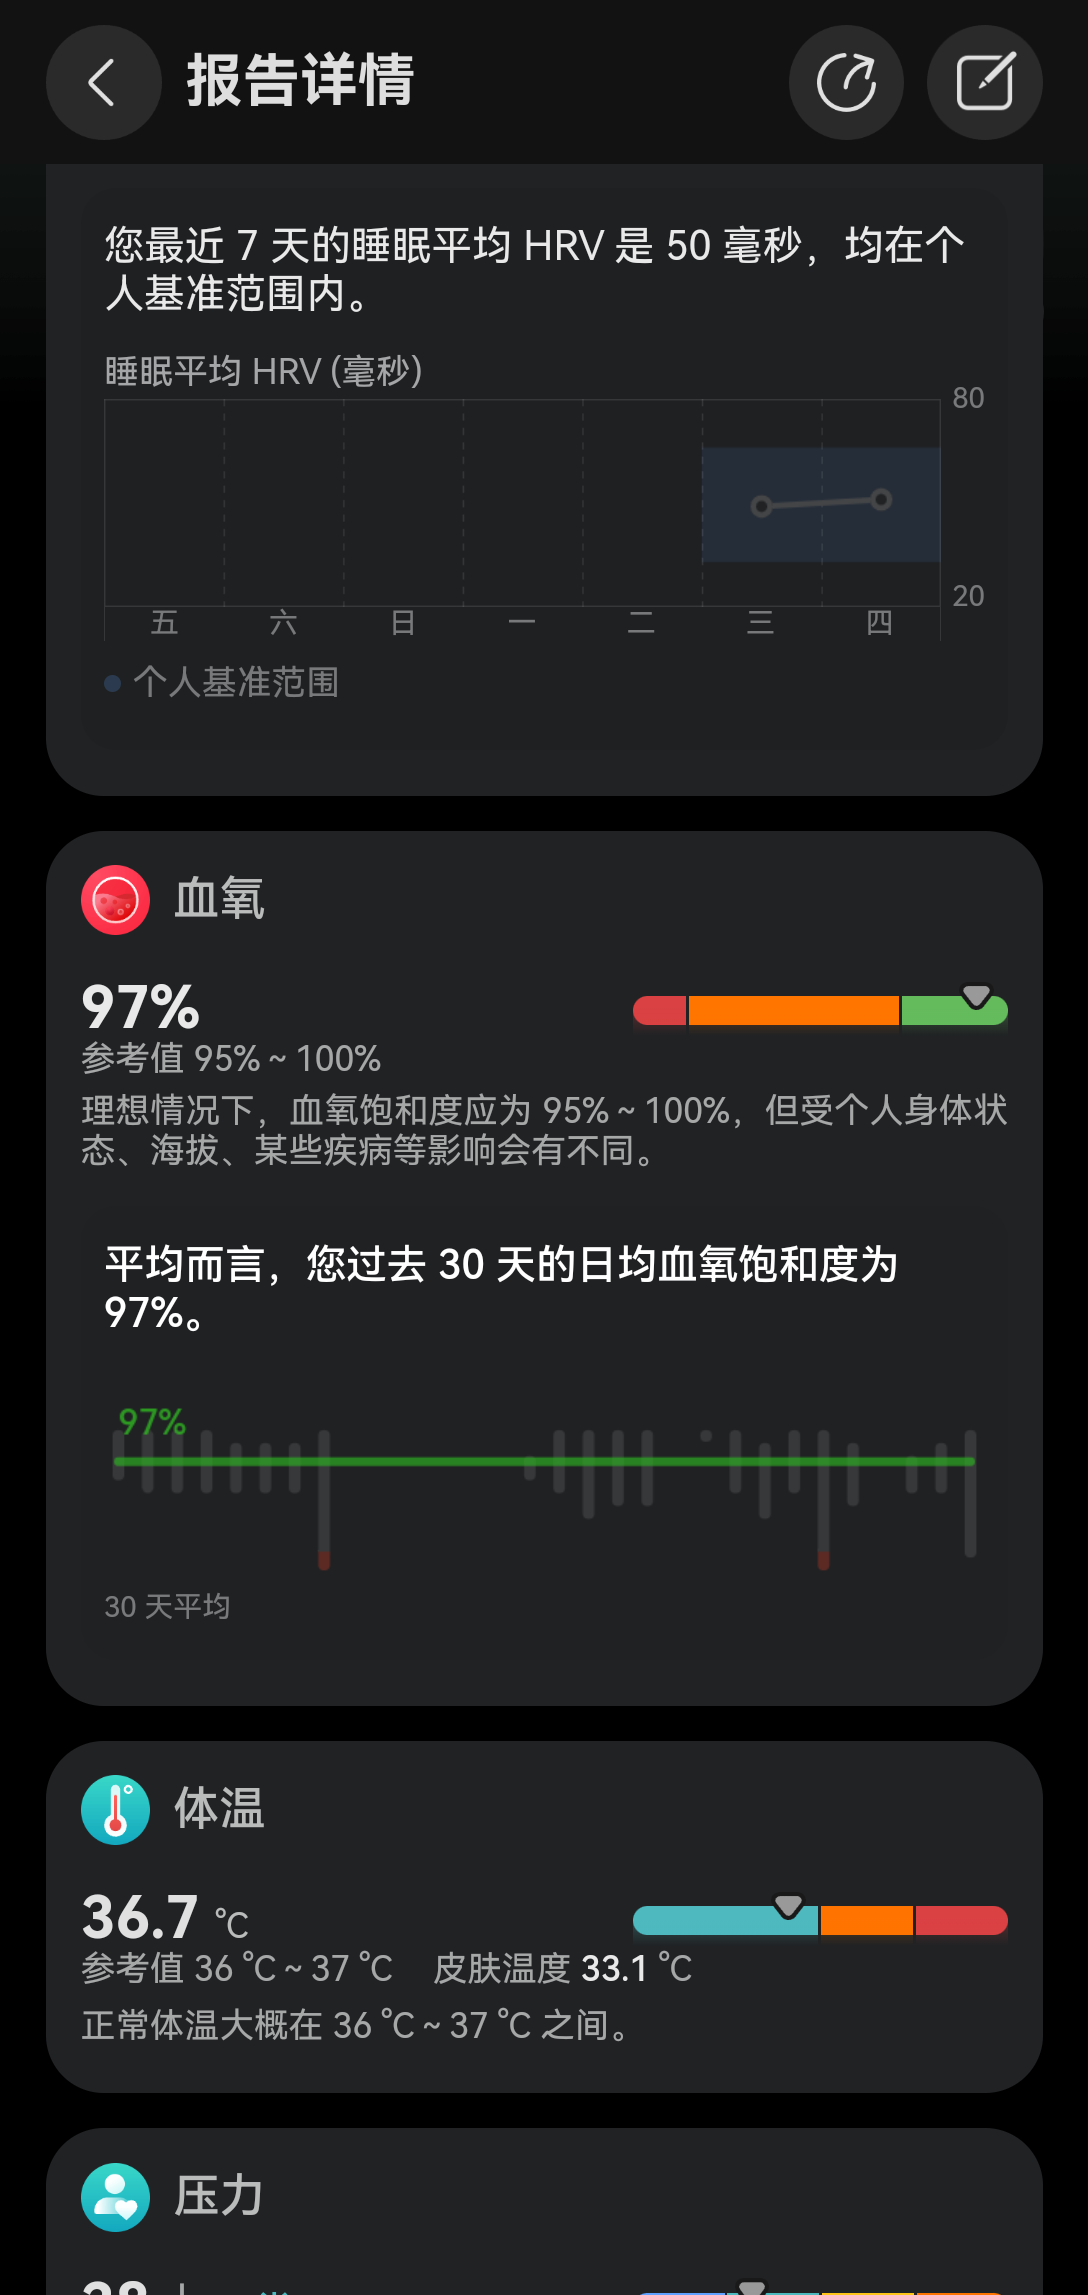 报告详情
您最近 7 天的睡眠平均 HRV 是 50 毫秒，均在个
人基准范围内。
睡眠平均 HRV (毫秒)
80
20
五 六 日 一 二 三 四
个人基准范围
血氧
97%
参考值 95% ~ 100%
理想情况下，血氧饱和度应为 95% ~ 100%，但受个人身体状
态、海拔、某些疾病等影响会有不同。
平均而言，您过去 30 天的日均血氧饱和度为
97%。
97%
30 天平均
体温
36.7 °C
参考值 36 °C ~ 37 °C 皮肤温度 33.1 °C
正常体温大概在 36 °C ~ 37 °C 之间。
压力